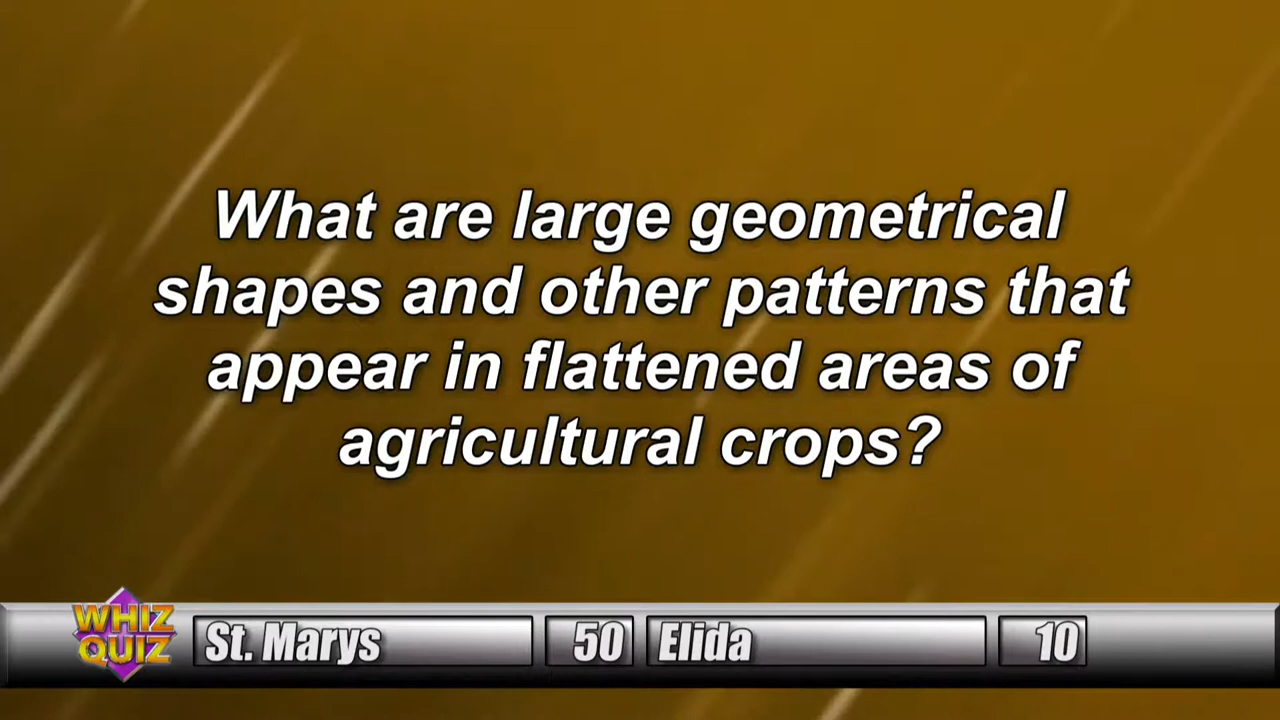 What are large geometrical
shapes and other patterns that
appear in flattened areas of
agricultural crops?
WHIZ
QUIZ
St. Marys 50 Elida 10